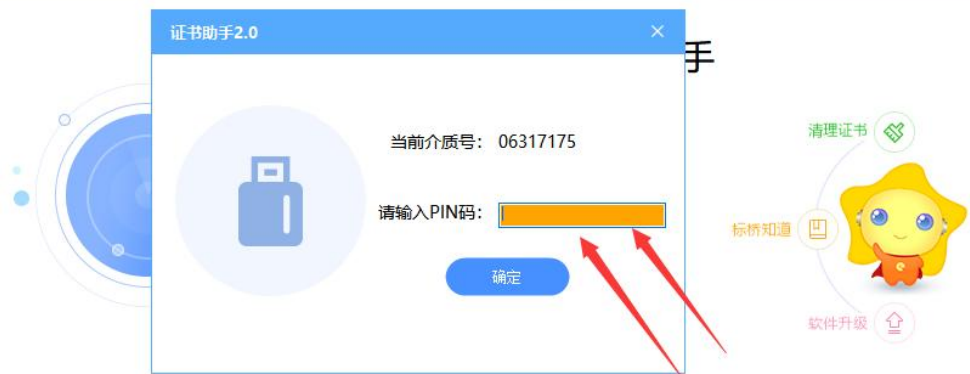 证书助手2.0
手
当前介质号： 06317175
清理证书
请输入PIN码：
标桥知道
确定
软件升级